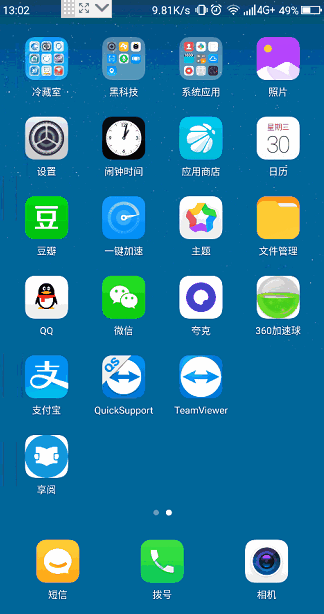 13:02 9.81K/s 4G+ 49%
冷藏室 黑科技 系统应用 照片
星期三
30
设置 闹钟时间 应用商店 日历
豆
豆瓣 一键加速 主题 文件管理
QQ 微信 夸克 360加速球
支 QS
支付宝 QuickSupport TeamViewer
享阅
短信 拨号 相机